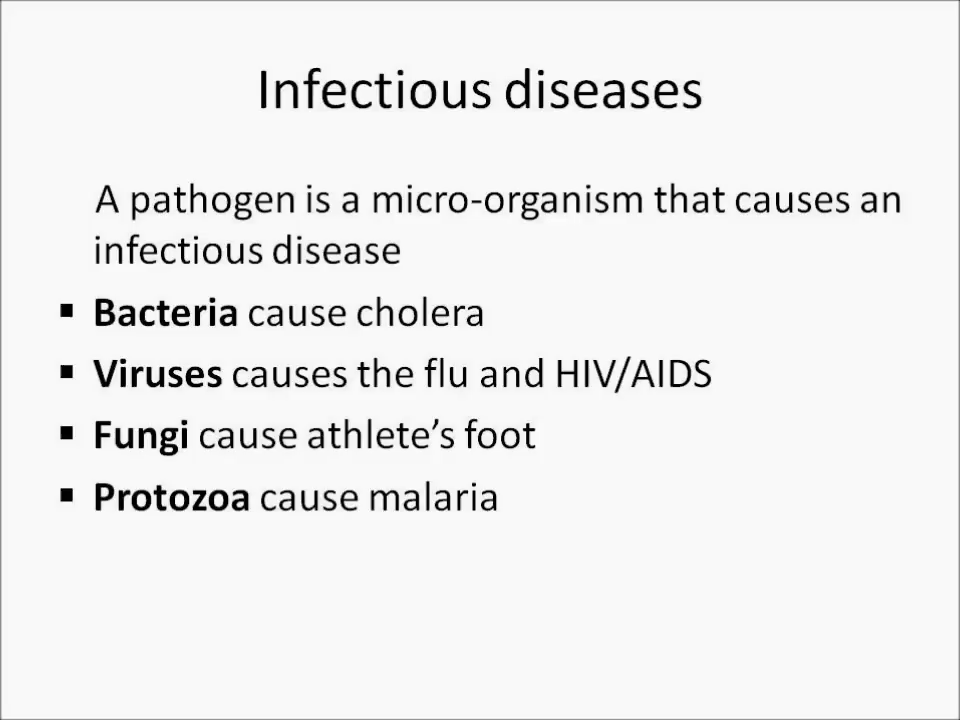 Infectious diseases
A pathogen is a micro-organism that causes an
infectious disease
▪ Bacteria cause cholera
▪ Viruses causes the flu and HIV/AIDS
▪ Fungi cause athlete’s foot
▪ Protozoa cause malaria